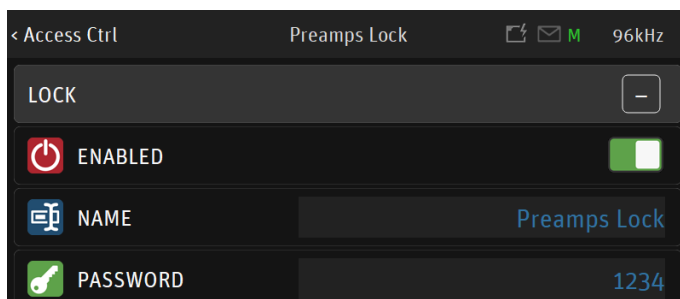 < Access Ctrl Preamps Lock M 96kHz
LOCK
ENABLED
NAME Preamps Lock
PASSWORD 1234